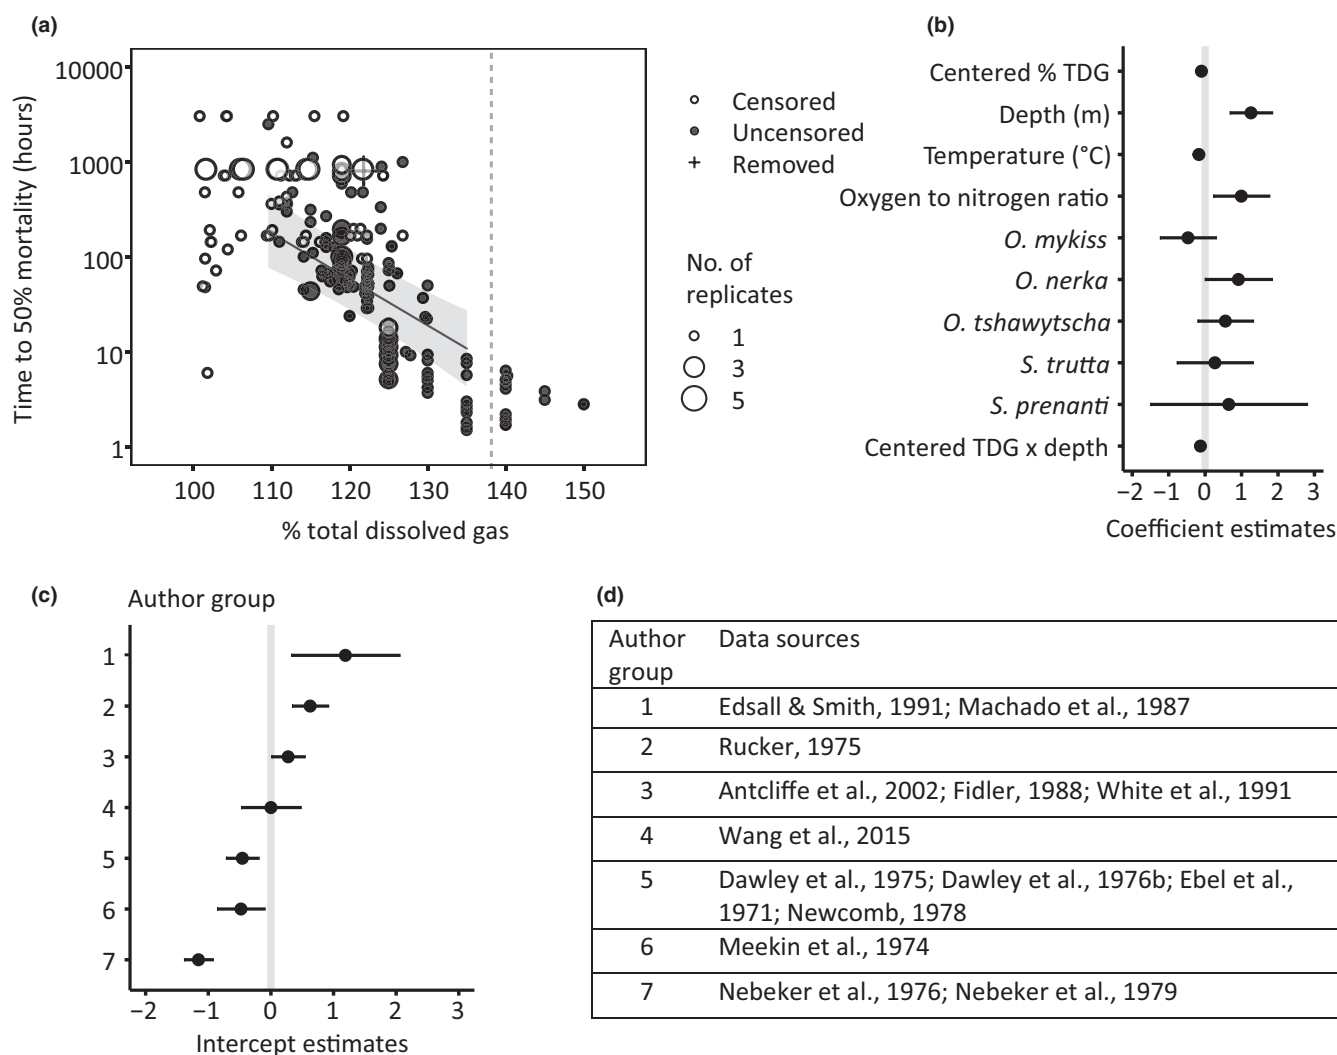 (a)
Time to 50% mortality (hours)
10000
1000
100
10
1
100 110 120 130 140 150
% total dissolved gas
Censored
Uncensored
Removed
No. of
replicates
1
3
5
(b)
Centered % TDG
Depth (m)
Temperature (°C)
Oxygen to nitrogen ratio
O. mykiss
O. nerka
O. tshawytscha
S. trutta
S. prenanti
Centered TDG x depth
−2 −1 0 1 2 3
Coefficient estimates
(c)
Author group
1
2
3
4
5
6
7
−2 −1 0 1 2 3
Intercept estimates
(d)
Author group Data sources
1 Edsall & Smith, 1991; Machado et al., 1987
2 Rucker, 1975
3 Antcliffe et al., 2002; Fidler, 1988; White et al., 1991
4 Wang et al., 2015
5 Dawley et al., 1975; Dawley et al., 1976b; Ebel et al.,
1971; Newcomb, 1978
6 Meekin et al., 1974
7 Nebeker et al., 1976; Nebeker et al., 1979